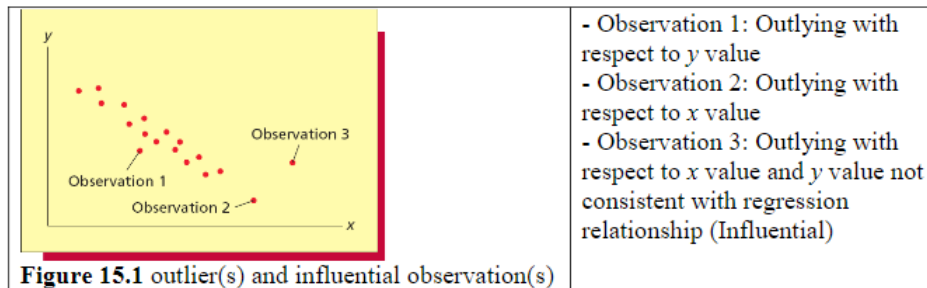 y
Observation 3
Observation 1
Observation 2
x
Figure 15.1 outlier(s) and influential observation(s)
- Observation 1: Outlying with
respect to y value
- Observation 2: Outlying with
respect to x value
- Observation 3: Outlying with
respect to x value and y value not
consistent with regression
relationship (Influential)